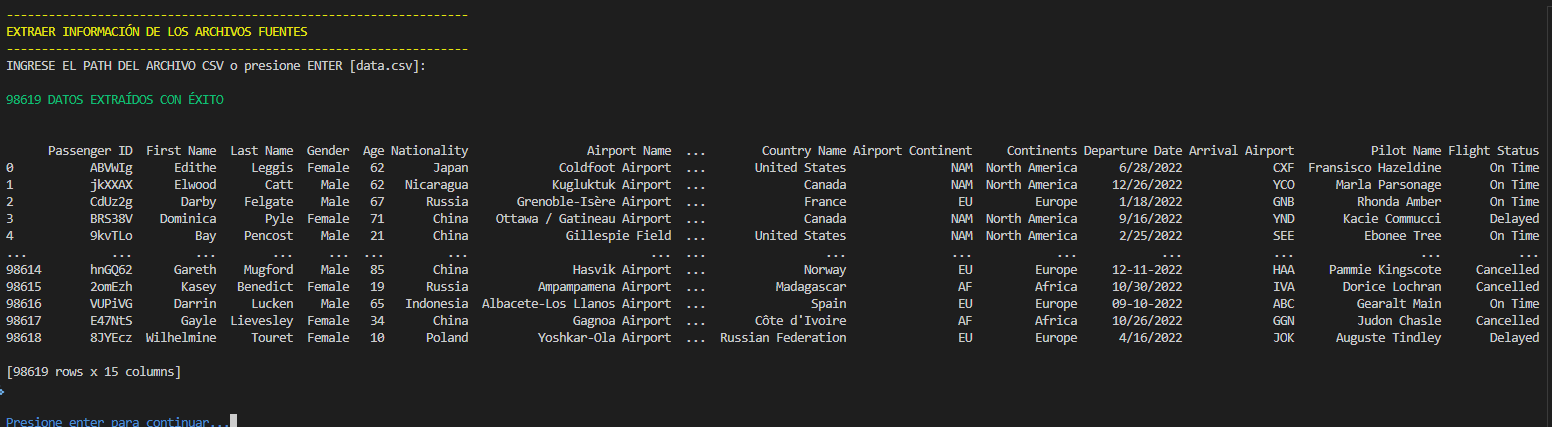 ------------------------------------------------------------------
EXTRAER INFORMACIÓN DE LOS ARCHIVOS FUENTES
------------------------------------------------------------------
INGRESE EL PATH DEL ARCHIVO CSV o presione ENTER [data.csv]:
98619 DATOS EXTRAÍDOS CON ÉXITO
Passenger ID First Name Last Name Gender Age Nationality Airport Name ... Country Name Airport Continent Continents Departure Date Arrival Airport Pilot Name Flight Status
0 ABVWIg Edithe Leggis Female 62 Japan Coldfoot Airport ... United States NAM North America 6/28/2022 CXF Fransisco Hazeldine On Time
1 jkXXAX Elwood Catt Male 62 Nicaragua Kugluktuk Airport ... Canada NAM North America 12/26/2022 YCO Marla Parsonage On Time
2 CdUz2g Darby Felgate Male 67 Russia Grenoble-Isère Airport ... France EU Europe 1/18/2022 GNB Rhonda Amber On Time
3 BRS38V Dominica Pyle Female 71 China Ottawa / Gatineau Airport ... Canada NAM North America 9/16/2022 YND Kacie Commucci Delayed
4 9kvTLo Bay Pencost Male 21 China Gillespie Field ... United States NAM North America 2/25/2022 SEE Ebonee Tree On Time
... ... ... ... ... ... ... ... ... ... ... ... ... ... ... ...
98614 hnGQ62 Gareth Mugford Male 85 China Hasvik Airport ... Norway EU Europe 12-11-2022 HAA Pammie Kingscote Cancelled
98615 2omEzh Kasey Benedict Female 19 Russia Ampampamena Airport ... Madagascar AF Africa 10/30/2022 IVA Dorice Lochran Cancelled
98616 VUPiVG Darrin Lucken Male 65 Indonesia Albacete-Los Llanos Airport ... Spain EU Europe 09-10-2022 ABC Gearalt Main On Time
98617 E47NtS Gayle Lievesley Female 34 China Gagnoa Airport ... Côte d'Ivoire AF Africa 10/26/2022 GGN Judon Chasle Cancelled
98618 8JYEcz Wilhelmine Touret Female 10 Poland Yoshkar-Ola Airport ... Russian Federation EU Europe 4/16/2022 JOK Auguste Tindley Delayed
[98619 rows x 15 columns]
Presione enter para continuar...